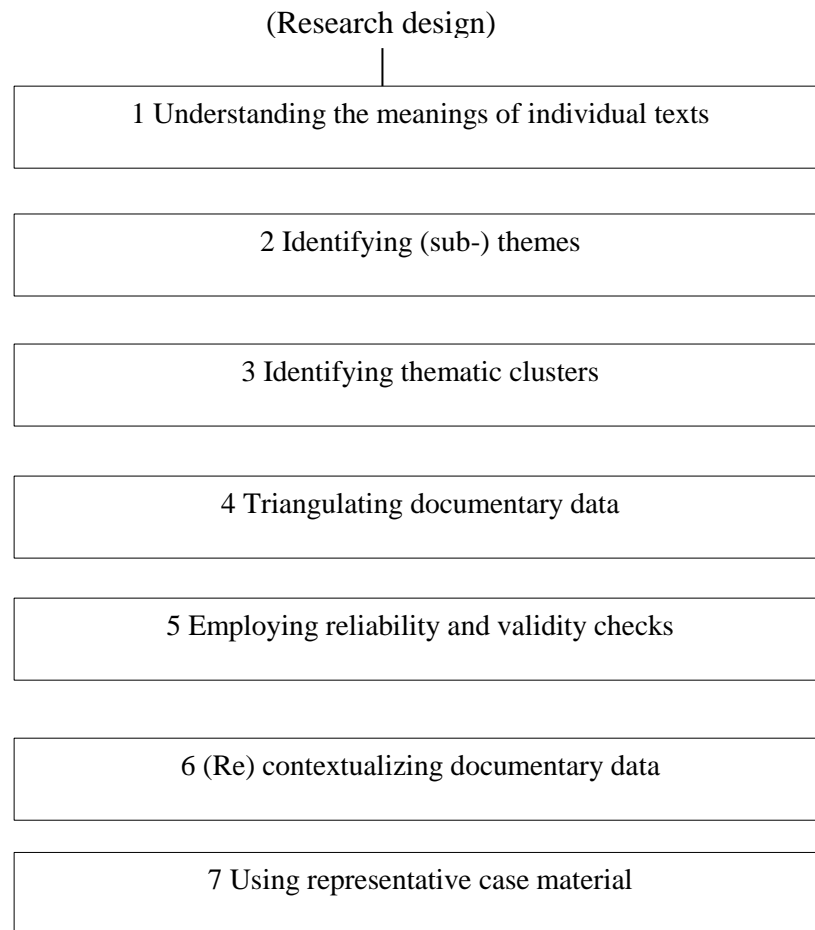 (Research design)
1 Understanding the meanings of individual texts
2 Identifying (sub-) themes
3 Identifying thematic clusters
4 Triangulating documentary data
5 Employing reliability and validity checks
6 (Re) contextualizing documentary data
7 Using representative case material